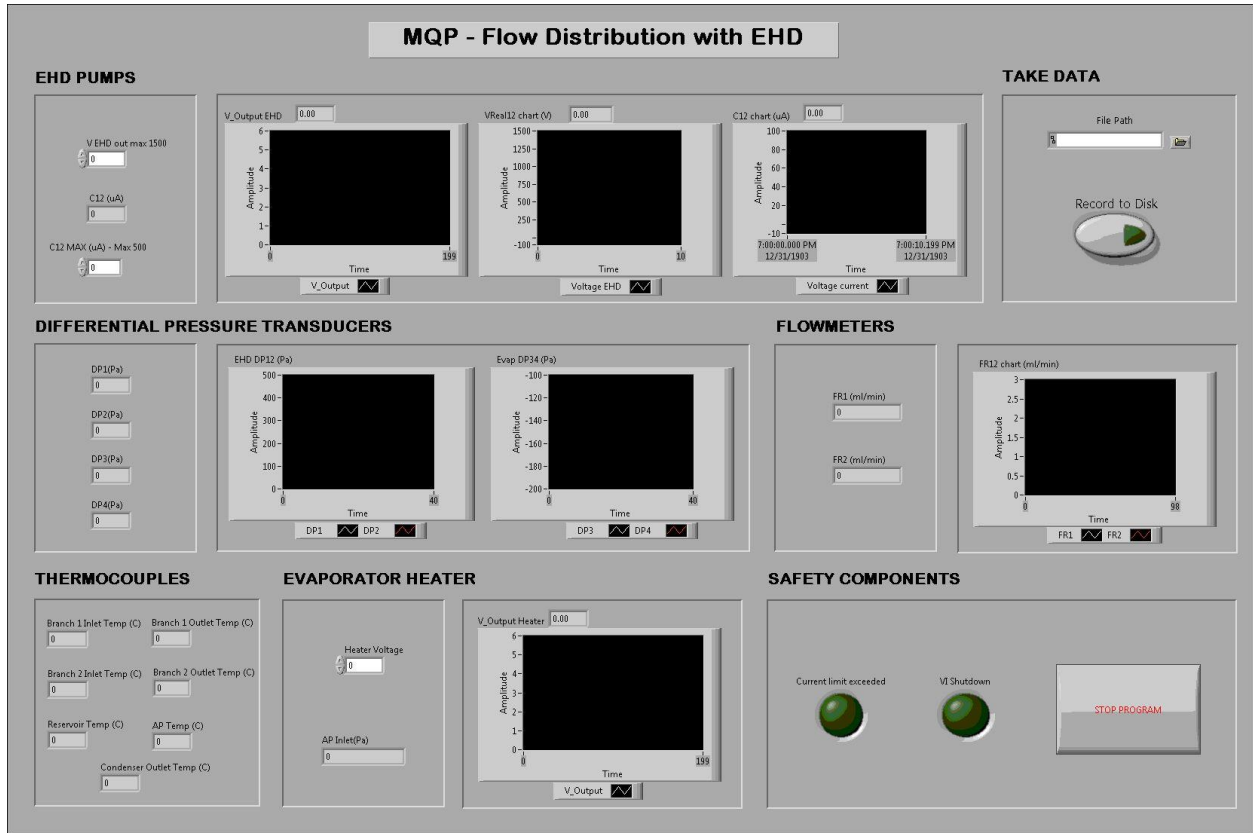 MQP - Flow Distribution with EHD
EHD PUMPS
V EHD out max 1500
0
C12 (uA)
0
C12 MAX (uA) - Max 500
0
V_Output EHD 0.00
6
5
4
3
2
1
0
Amplitude
0 199
Time
V_Output
VReal12 chart (V) 0.00
1500
1250
1000
750
500
250
-100
Amplitude
0 10
Time
Voltage EHD
C12 chart (uA) 0.00
100
80
60
40
20
-10
Amplitude
7:00:00.000 PM 7:00:10.199 PM
12/31/1903 12/31/1903
Time
Voltage current
TAKE DATA
File Path
Record to Disk
DIFFERENTIAL PRESSURE TRANSDUCERS
DP1(Pa)
0
DP2(Pa)
0
DP3(Pa)
0
DP4(Pa)
0
EHD DP12 (Pa)
500
400
300
200
100
0
Amplitude
0 40
Time
DP1 DP2
Evap DP34 (Pa)
-100
-120
-140
-160
-180
-200
Amplitude
0 40
Time
DP3 DP4
FLOWMETERS
FR1 (ml/min)
0
FR2 (ml/min)
0
FR12 chart (ml/min)
3
2.5
2
1.5
1
0.5
0
Amplitude
0 98
Time
FR1 FR2
THERMOCOUPLES
Branch 1 Inlet Temp (C) Branch 1 Outlet Temp (C)
0 0
Branch 2 Inlet Temp (C) Branch 2 Outlet Temp (C)
0 0
Reservoir Temp (C) AP Temp (C)
0 0
Condenser Outlet Temp (C)
0
EVAPORATOR HEATER
Heater Voltage
0
AP Inlet(Pa)
0
V_Output Heater 0.00
6
5
4
3
2
1
0
Amplitude
0 199
Time
V_Output
SAFETY COMPONENTS
Current limit exceeded
VI Shutdown
STOP PROGRAM